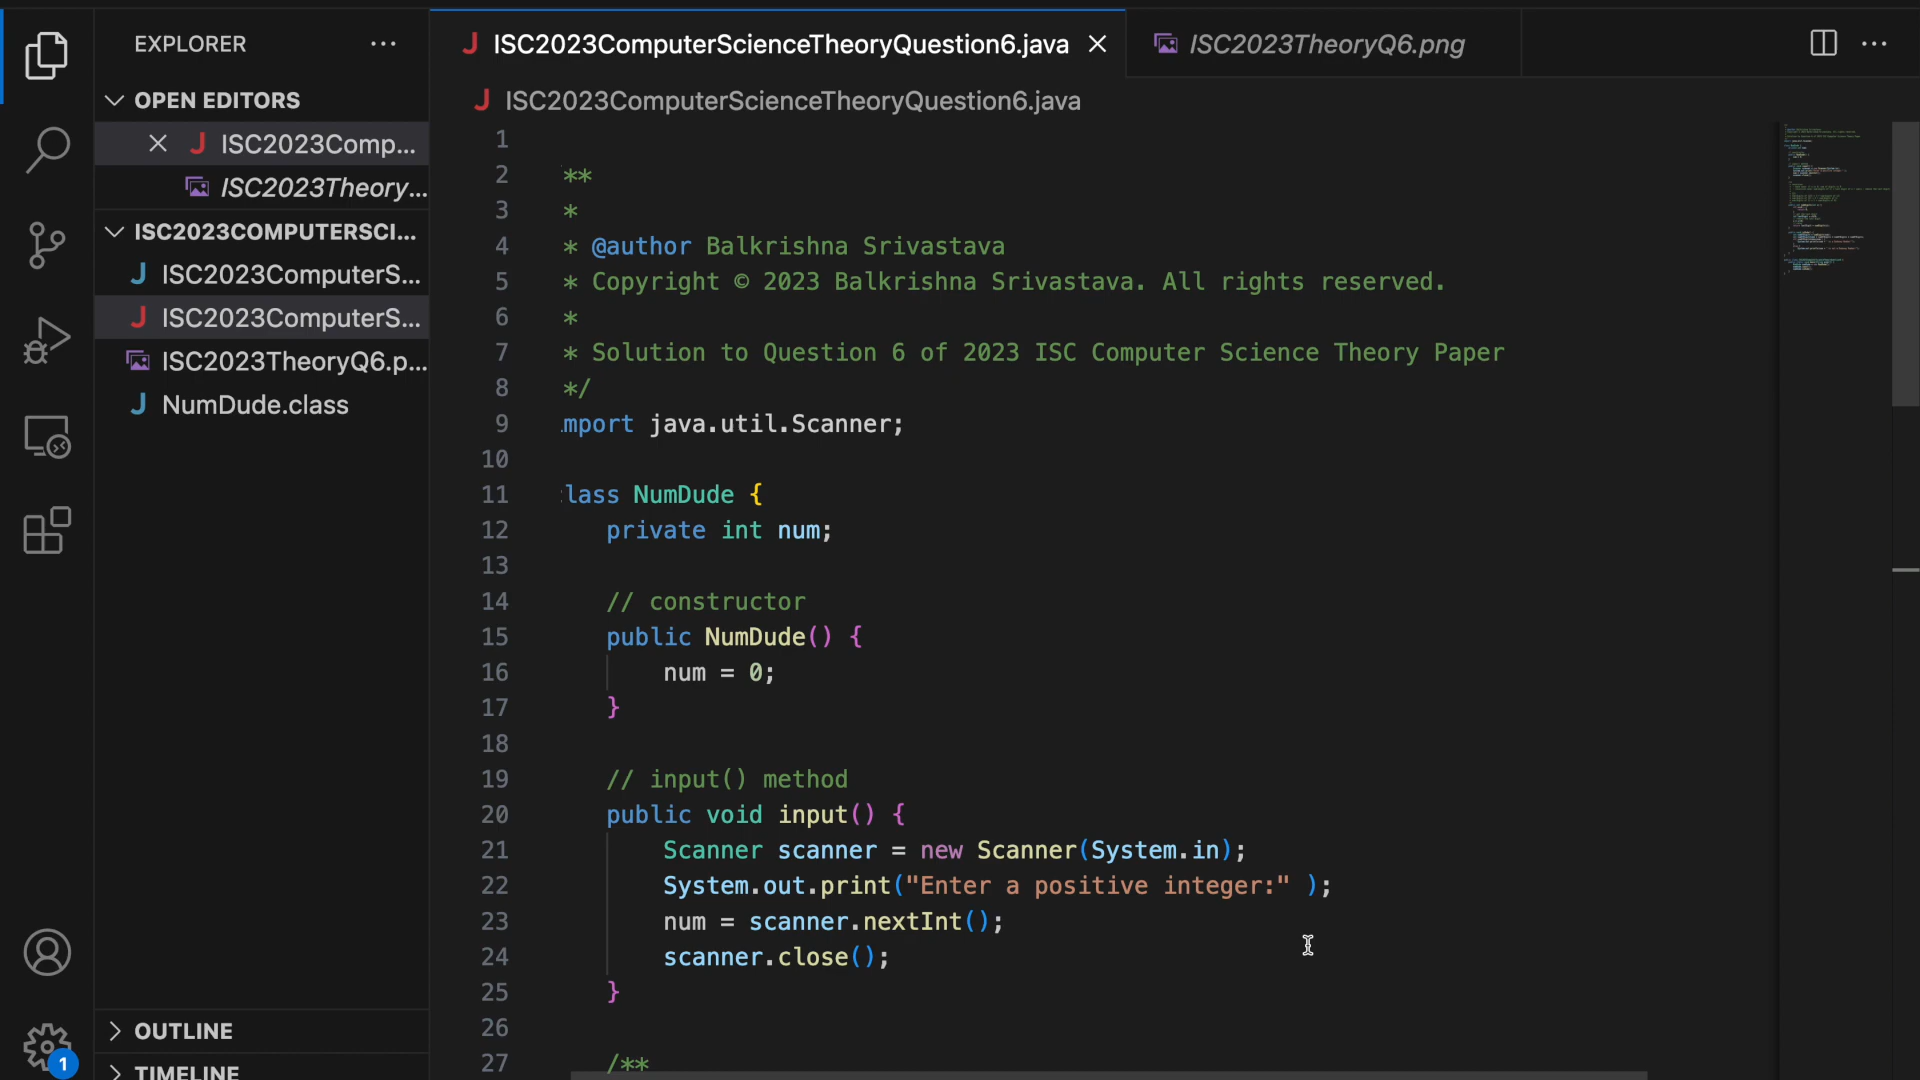 EXPLORER
ISC2023ComputerScienceTheoryQuestion6.java
ISC2023TheoryQ6.png
OPEN EDITORS
ISC2023Comp...
ISC2023Theory...
ISC2023COMPUTERSCI...
ISC2023ComputerS...
ISC2023ComputerS...
ISC2023TheoryQ6.p...
NumDude.class
OUTLINE
TIMELINE
1
ISC2023ComputerScienceTheoryQuestion6.java
1
2 **
3 *
4 * @author Balkrishna Srivastava
5 * Copyright © 2023 Balkrishna Srivastava. All rights reserved.
6 *
7 * Solution to Question 6 of 2023 ISC Computer Science Theory Paper
8 */
9 mport java.util.Scanner;
10
11 lass NumDude {
12 private int num;
13
14 // constructor
15 public NumDude() {
16 num = 0;
17 }
18
19 // input() method
20 public void input() {
21 Scanner scanner = new Scanner(System.in);
22 System.out.print("Enter a positive integer:" );
23 num = scanner.nextInt();
24 scanner.close();
25 }
26
27 /**